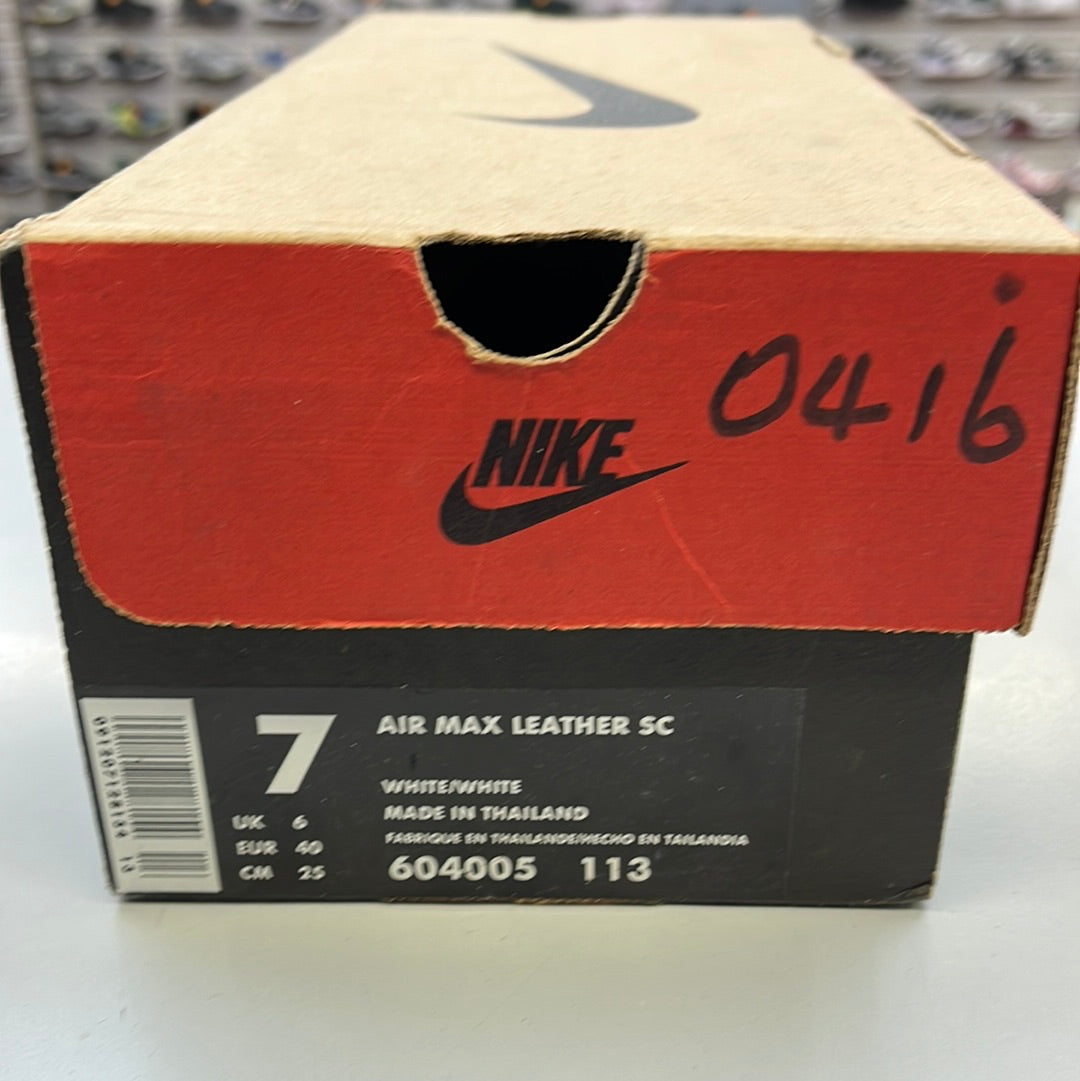 0416
NIKE
7
AIR MAX LEATHER SC
WHITE/WHITE
MADE IN THAILAND
FABRIQUE EN THAILANDE/HECHO EN TAILANDIA
UK 6
EUR 40
CM 25
604005 113
13